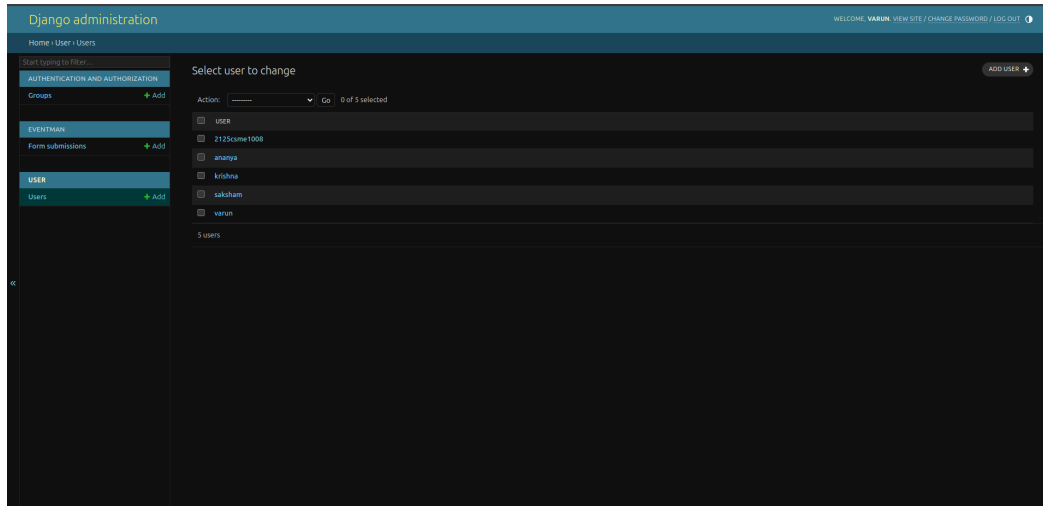 Django administration
WELCOME, VARUN. VIEW SITE / CHANGE PASSWORD / LOG OUT
Home › User › Users
Start typing to filter...
AUTHENTICATION AND AUTHORIZATION
Groups + Add
EVENTMAN
Form submissions + Add
USER
Users + Add
«
Select user to change
ADD USER +
Action: --------- Go 0 of 5 selected
USER
2125csme1008
ananya
krishna
saksham
varun
5 users